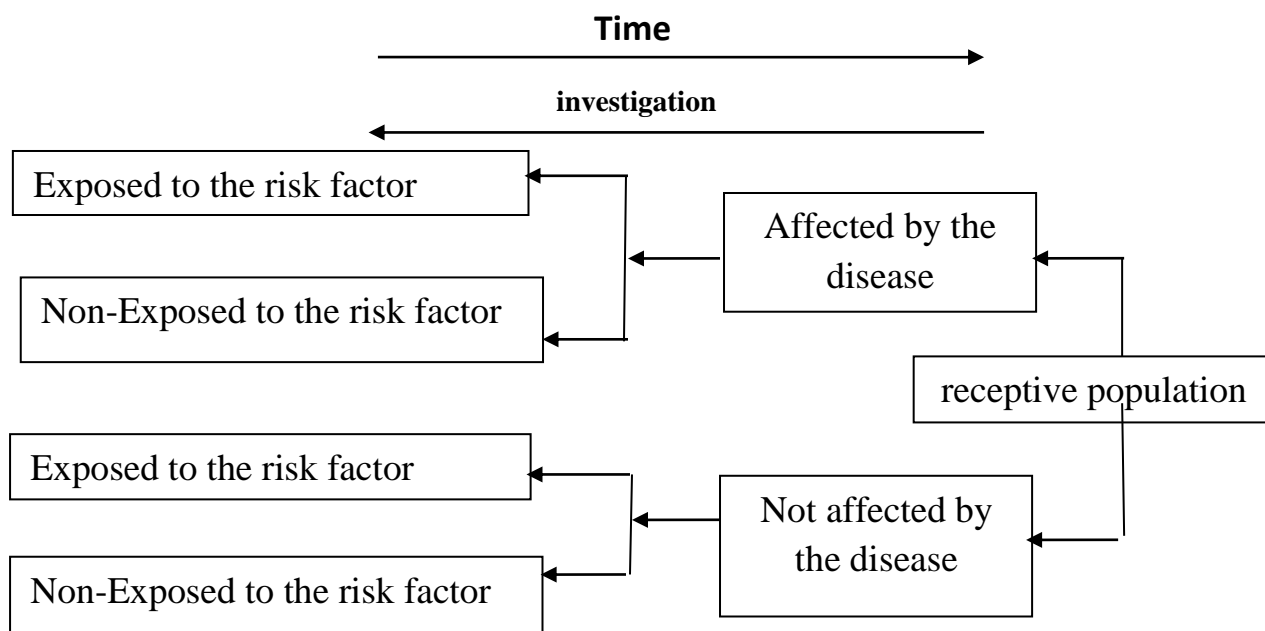 Time
investigation
Exposed to the risk factor
Affected by the
disease
Non-Exposed to the risk factor
receptive population
Exposed to the risk factor
Not affected by
the disease
Non-Exposed to the risk factor